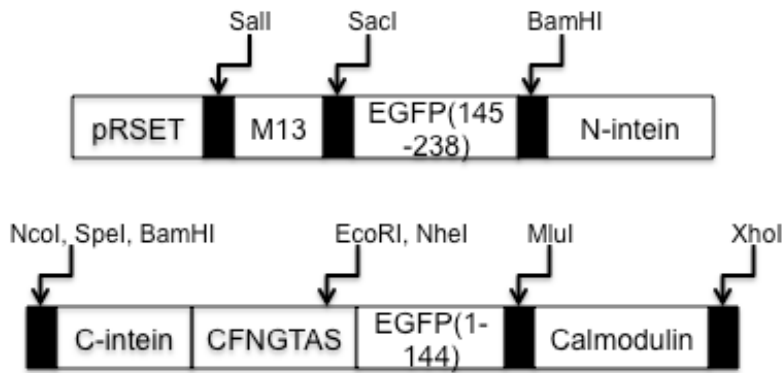 SalI SacI BamHI
pRSET M13 EGFP(145
-238) N-intein
NcoI, SpeI, BamHI EcoRI, NheI MluI XhoI
C-intein CFNGTAS EGFP(1-
144) Calmodulin